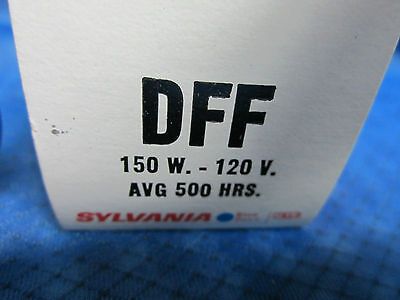 DFF
150 W. - 120 V.
AVG 500 HRS.
SYLVANIA